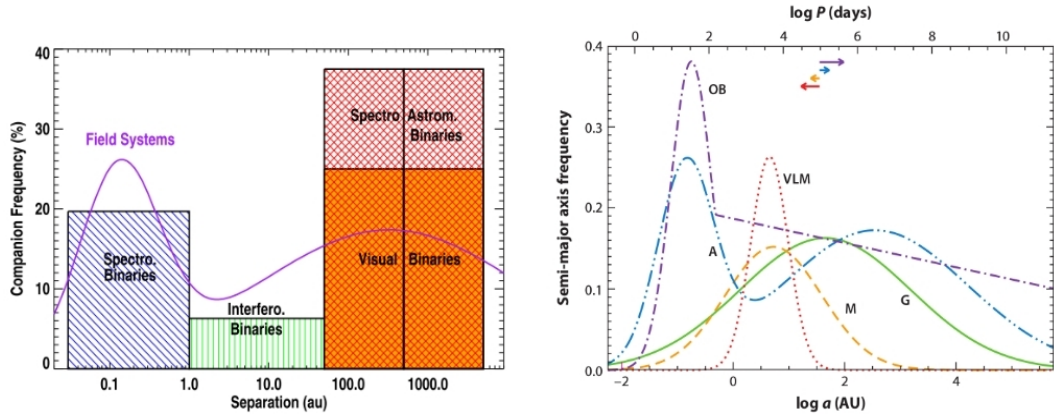 Companion Frequency (%)
40
30
20
10
0
Field Systems
Spectro.
Binaries
Interfero.
Binaries
Spectro Astrom.
Binaries
Visual Binaries
0.1 1.0 10.0 100.0 1000.0
Separation (au)
log P (days)
0 2 4 6 8 10
Semi-major axis frequency
0.4
0.3
0.2
0.1
0.0
OB
VLM
A
M
G
−2 0 2 4
log a (AU)